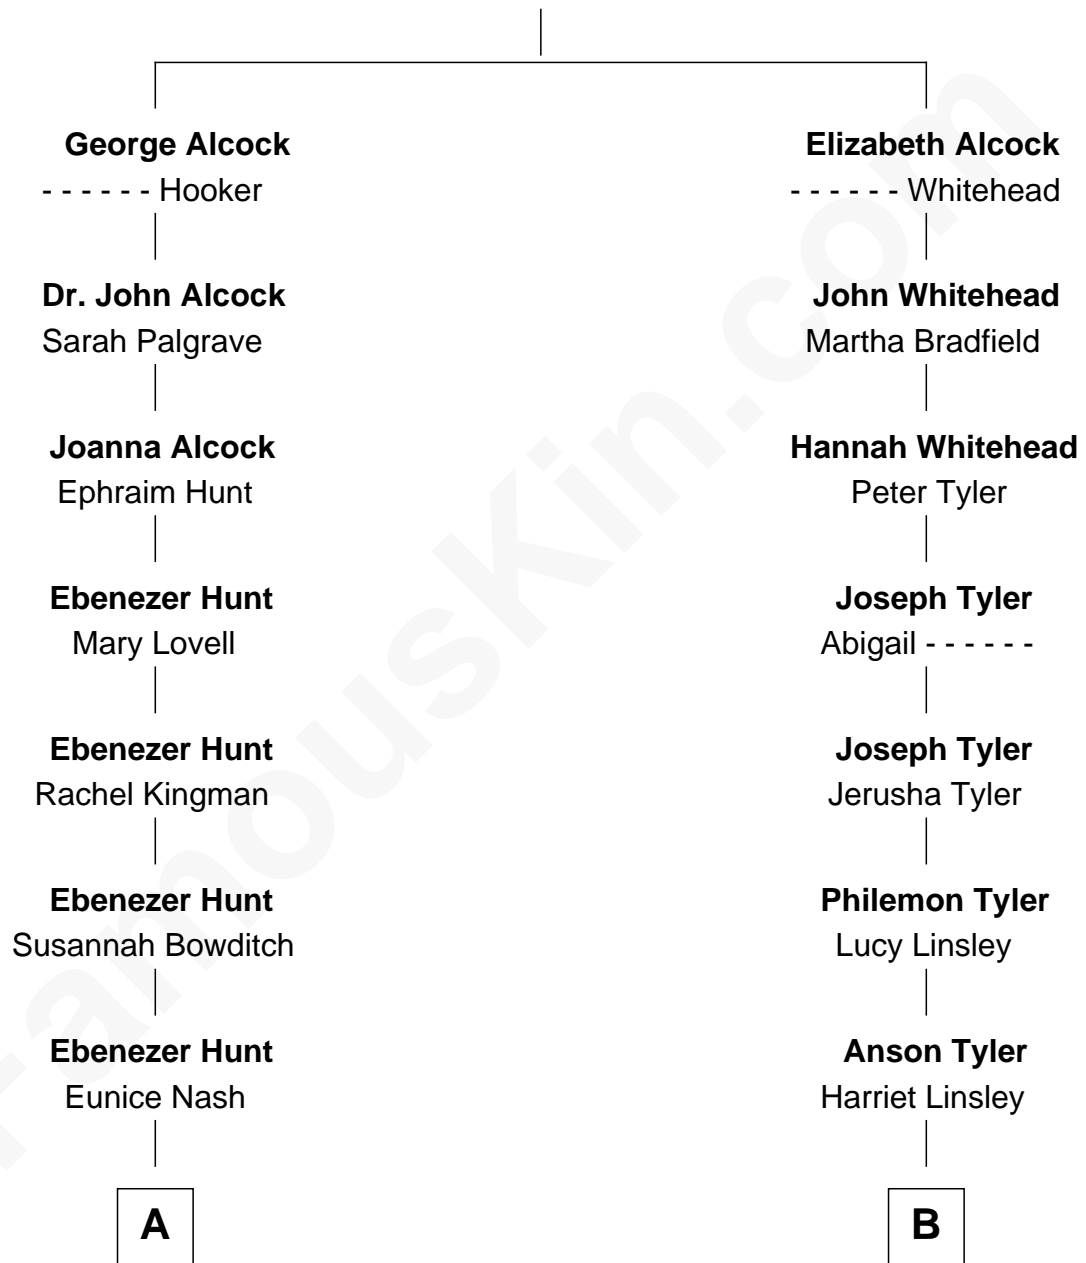 George Alcock
- - - - - - Hooker
Dr. John Alcock
Sarah Palgrave
Joanna Alcock
Ephraim Hunt
Ebenezer Hunt
Mary Lovell
Ebenezer Hunt
Rachel Kingman
Ebenezer Hunt
Susannah Bowditch
Ebenezer Hunt
Eunice Nash
A
Elizabeth Alcock
- - - - - - Whitehead
John Whitehead
Martha Bradfield
Hannah Whitehead
Peter Tyler
Joseph Tyler
Abigail - - - - - -
Joseph Tyler
Jerusha Tyler
Philemon Tyler
Lucy Linsley
Anson Tyler
Harriet Linsley
B
FamousKin.com